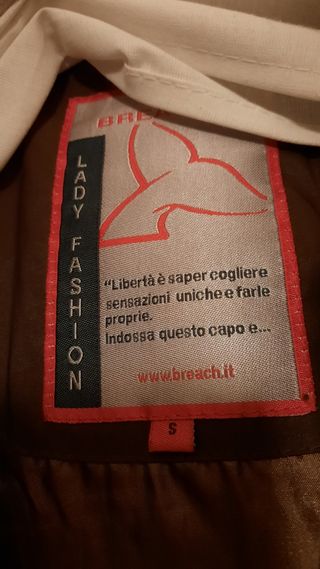 LADY FASHION
"Libertà è saper cogliere
sensazioni uniche e farle
proprie.
Indossa questo capo e...
www.breach.it
S